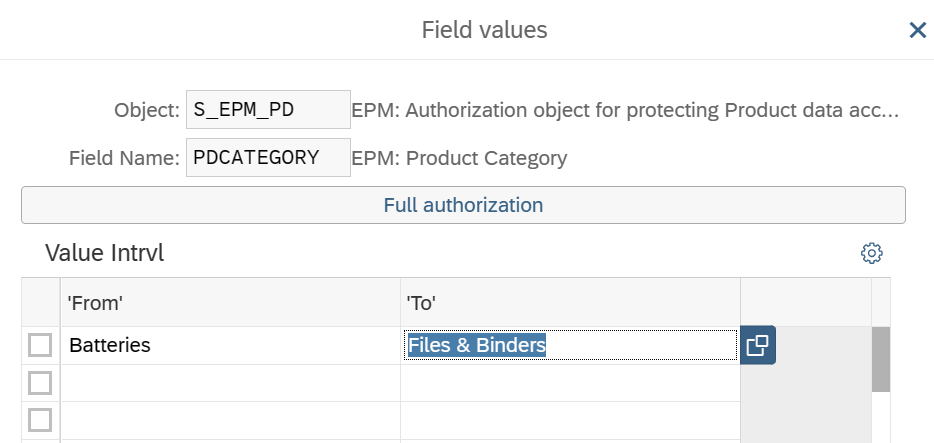 Field values
Object: S_EPM_PD EPM: Authorization object for protecting Product data acc...
Field Name: PDCATEGORY EPM: Product Category
Full authorization
Value Intrvl
'From' 'To'
Batteries Files & Binders